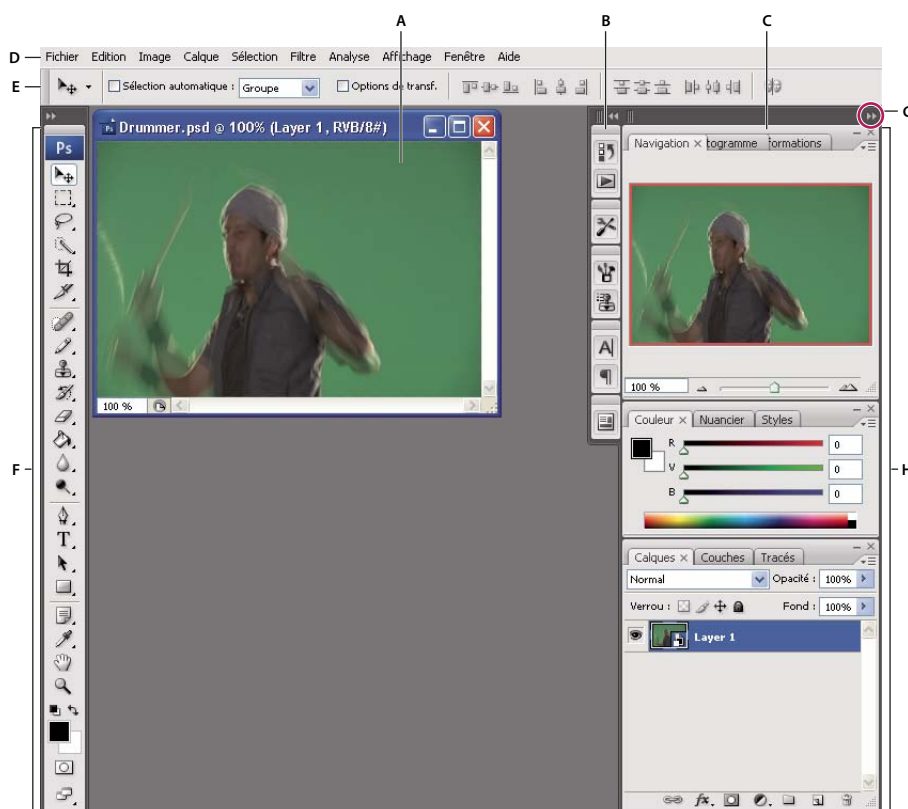 A B C
D Fichier Edition Image Calque Sélection Filtre Analyse Affichage Fenêtre Aide
E Sélection automatique : Groupe Options de transf.
G
Drummer.psd @ 100% (Layer 1, RVB/8#)
Ps
Navigation × togramme formations
T
A
¶
100 %
100 %
Couleur × Nuancier Styles
R 0
F
H
V 0
B 0
Calques × Couches Tracés
Normal Opacité : 100%
Verrou : Fond : 100%
Layer 1
fx.